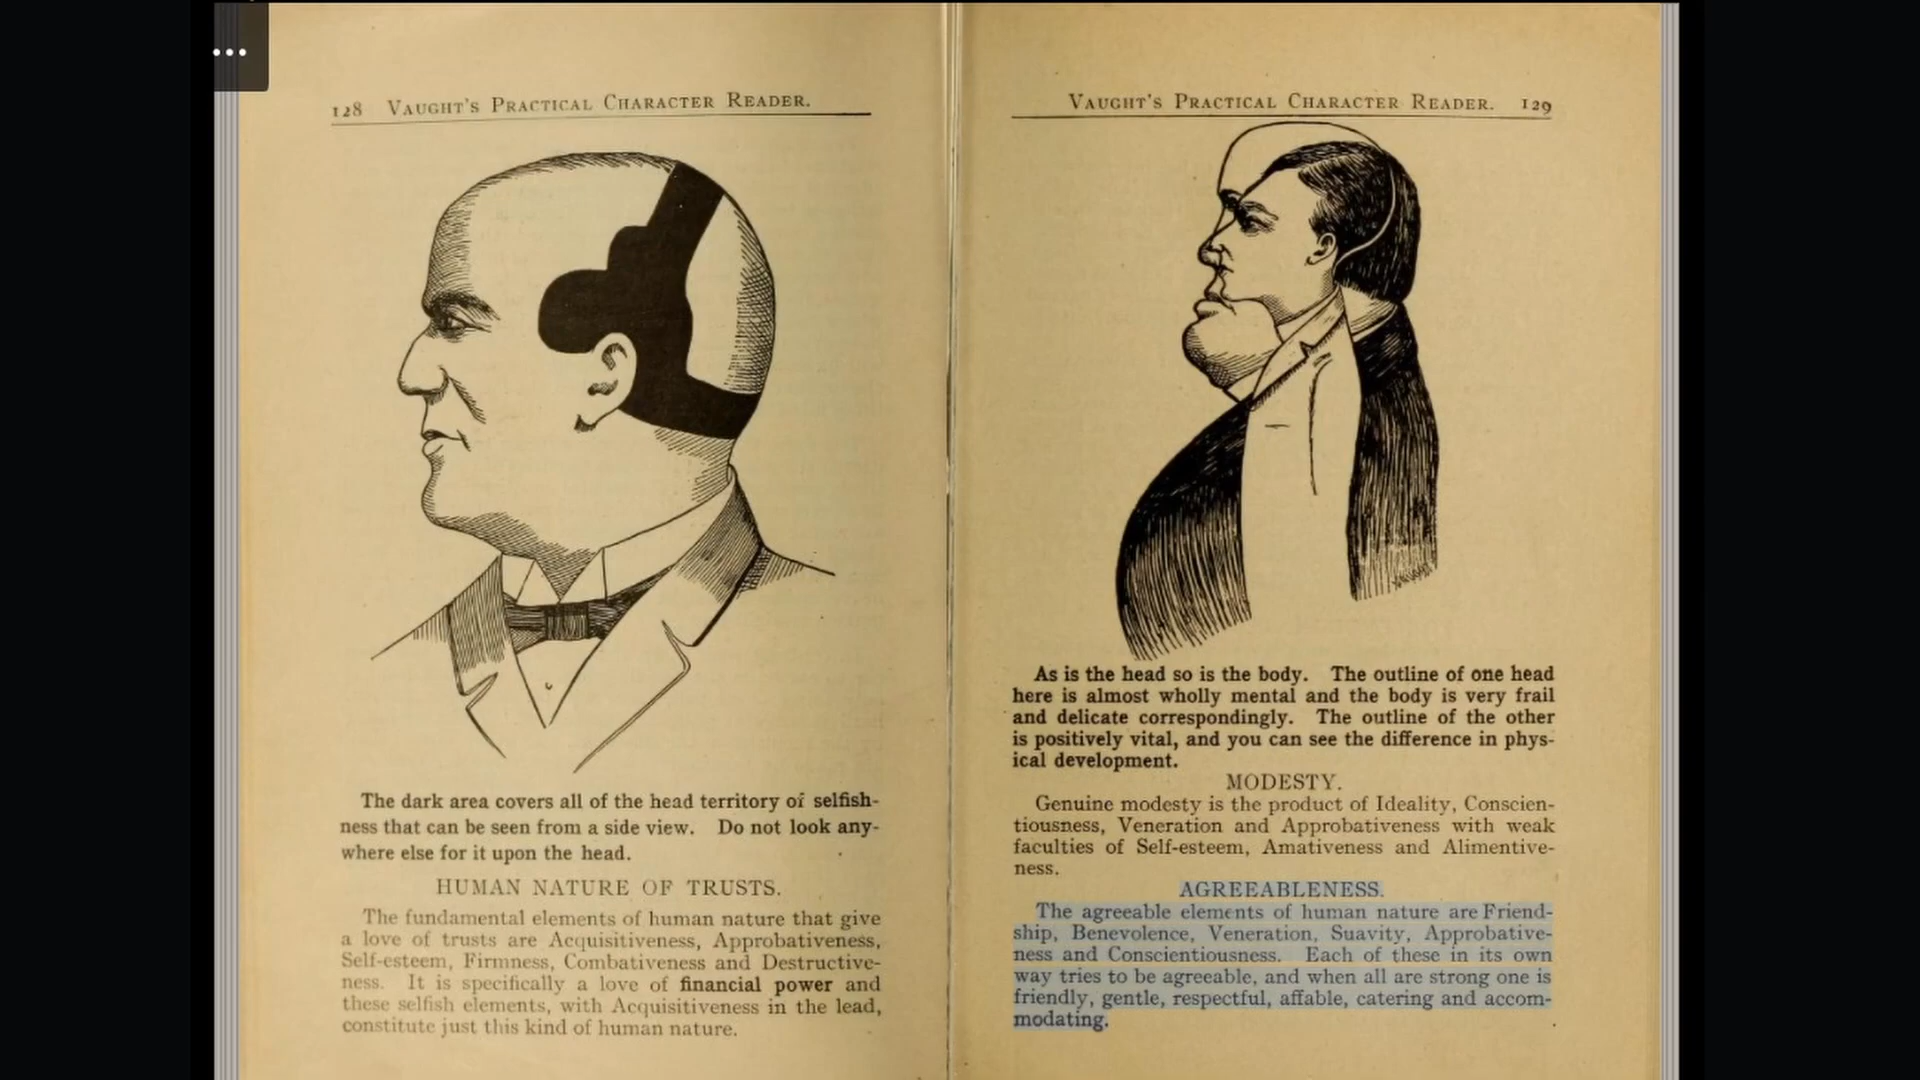 128 VAUGHT'S PRACTICAL CHARACTER READER.
The dark area covers all of the head territory of selfish-
ness that can be seen from a side view. Do not look any-
where else for it upon the head.
HUMAN NATURE OF TRUSTS.
The fundamental elements of human nature that give
a love of trusts are Acquisitiveness, Approbativeness,
Self-esteem, Firmness, Combativeness and Destructive-
ness. It is specifically a love of financial power and
these selfish elements, with Acquisitiveness in the lead,
constitute just this kind of human nature.
VAUGHT'S PRACTICAL CHARACTER READER. 129
As is the head so is the body. The outline of one head
here is almost wholly mental and the body is very frail
and delicate correspondingly. The outline of the other
is positively vital, and you can see the difference in phys-
ical development.
MODESTY.
Genuine modesty is the product of Ideality, Conscien-
tiousness, Veneration and Approbativeness with weak
faculties of Self-esteem, Amativeness and Alimentive-
ness.
AGREEABLENESS.
The agreeable elements of human nature are Friend-
ship, Benevolence, Veneration, Suavity, Approbative-
ness and Conscientiousness. Each of these in its own
way tries to be agreeable, and when all are strong one is
friendly, gentle, respectful, affable, catering and accom-
modating.